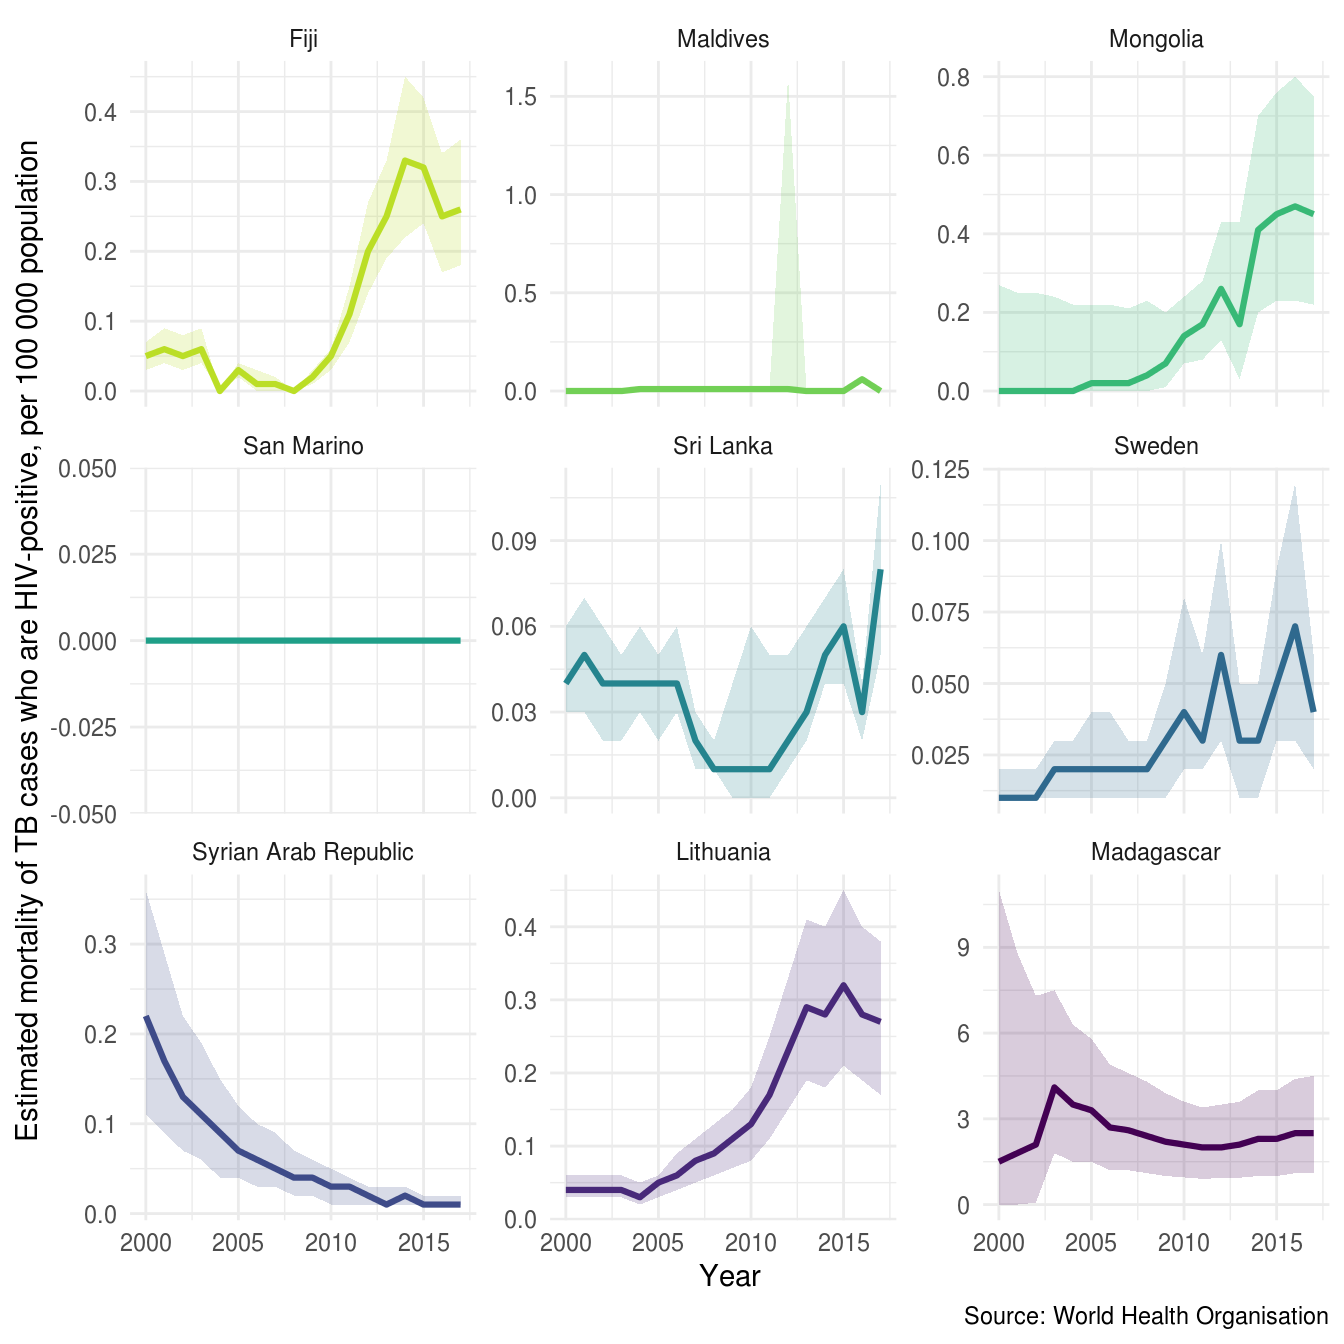 Fiji
Maldives
Mongolia
0.4
0.3
0.2
0.1
0.0
1.5
1.0
0.5
0.0
0.8
0.6
0.4
0.2
0.0
San Marino
Sri Lanka
Sweden
0.050
0.025
0.000
-0.025
-0.050
0.09
0.06
0.03
0.00
0.125
0.100
0.075
0.050
0.025
Syrian Arab Republic
Lithuania
Madagascar
0.3
0.2
0.1
0.0
0.4
0.3
0.2
0.1
0.0
9
6
3
0
2000 2005 2010 2015
2000 2005 2010 2015
2000 2005 2010 2015
Estimated mortality of TB cases who are HIV-positive, per 100 000 population
Year
Source: World Health Organisation